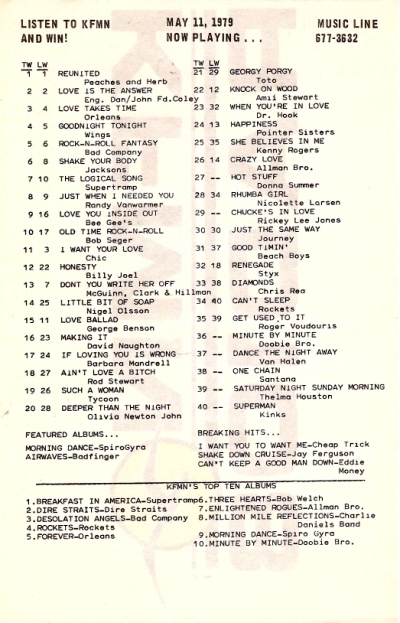 LISTEN TO KFMN
AND WIN!
MAY 11, 1979
NOW PLAYING...
MUSIC LINE
677-3632
TW LW
1 1 REUNITED
Peaches and Herb
2 2 LOVE IS THE ANSWER
Eng. Dan/John Fd.Coley
3 4 LOVE TAKES TIME
Orleans
4 5 GOODNIGHT TONIGHT
Wings
5 6 ROCK-N-ROLL FANTASY
Bad Company
6 8 SHAKE YOUR BODY
Jacksons
7 10 THE LOGICAL SONG
Supertramp
8 9 JUST WHEN I NEEDED YOU
Randy Vanwarmer
9 16 LOVE YOU INSIDE OUT
Bee Gee's
10 17 OLD TIME ROCK-N-ROLL
Bob Seger
11 3 I WANT YOUR LOVE
Chic
12 22 HONESTY
Billy Joel
13 7 DONT YOU WRITE HER OFF
McGuinn, Clark & Hillman
14 25 LITTLE BIT OF SOAP
Nigel Olsson
15 11 LOVE BALLAD
George Benson
16 23 MAKING IT
David Naughton
17 24 IF LOVING YOU IS WRONG
Barbara Mandrell
18 27 AIN'T LOVE A BITCH
Rod Stewart
19 26 SUCH A WOMAN
Tycoon
20 28 DEEPER THAN THE NIGHT
Olivia Newton John
TW LW
21 29 GEORGY PORGY
Toto
22 12 KNOCK ON WOOD
Amii Stewart
23 32 WHEN YOU'RE IN LOVE
Dr. Hook
24 13 HAPPINESS
Pointer Sisters
25 35 SHE BELIEVES IN ME
Kenny Rogers
26 14 CRAZY LOVE
Allman Bro.
27 -- HOT STUFF
Donna Summer
28 34 RHUMBA GIRL
Nicolette Larsen
29 -- CHUCKE'S IN LOVE
Rickey Lee Jones
30 30 JUST THE SAME WAY
Journey
31 37 GOOD TIMIN'
Beach Boys
32 18 RENEGADE
Styx
33 38 DIAMONDS
Chris Rea
34 40 CAN'T SLEEP
Rockets
35 39 GET USED TO IT
Roger Voudouris
36 -- MINUTE BY MINUTE
Doobie Bro.
37 -- DANCE THE NIGHT AWAY
Van Halen
38 -- ONE CHAIN
Santana
39 -- SATURDAY NIGHT SUNDAY MORNING
Thelma Houston
40 -- SUPERMAN
Kinks
FEATURED ALBUMS...
MORNING DANCE-SpiroGyra
AIRWAVES-Badfinger
BREAKING HITS...
I WANT YOU TO WANT ME-Cheap Trick
SHAKE DOWN CRUISE-Jay Ferguson
CAN'T KEEP A GOOD MAN DOWN-Eddie
Money
KFMN'S TOP TEN ALBUMS
1.BREAKFAST IN AMERICA-Supertramp
2.DIRE STRAITS-Dire Straits
3.DESOLATION ANGELS-Bad Company
4.ROCKETS-Rockets
5.FOREVER-Orleans
6.THREE HEARTS-Bob Welch
7.ENLIGHTENED ROGUES-Allman Bro.
8.MILLION MILE REFLECTIONS-Charlie
Daniels Band
9.MORNING DANCE-Spiro Gyra
10.MINUTE BY MINUTE-Doobie Bro.